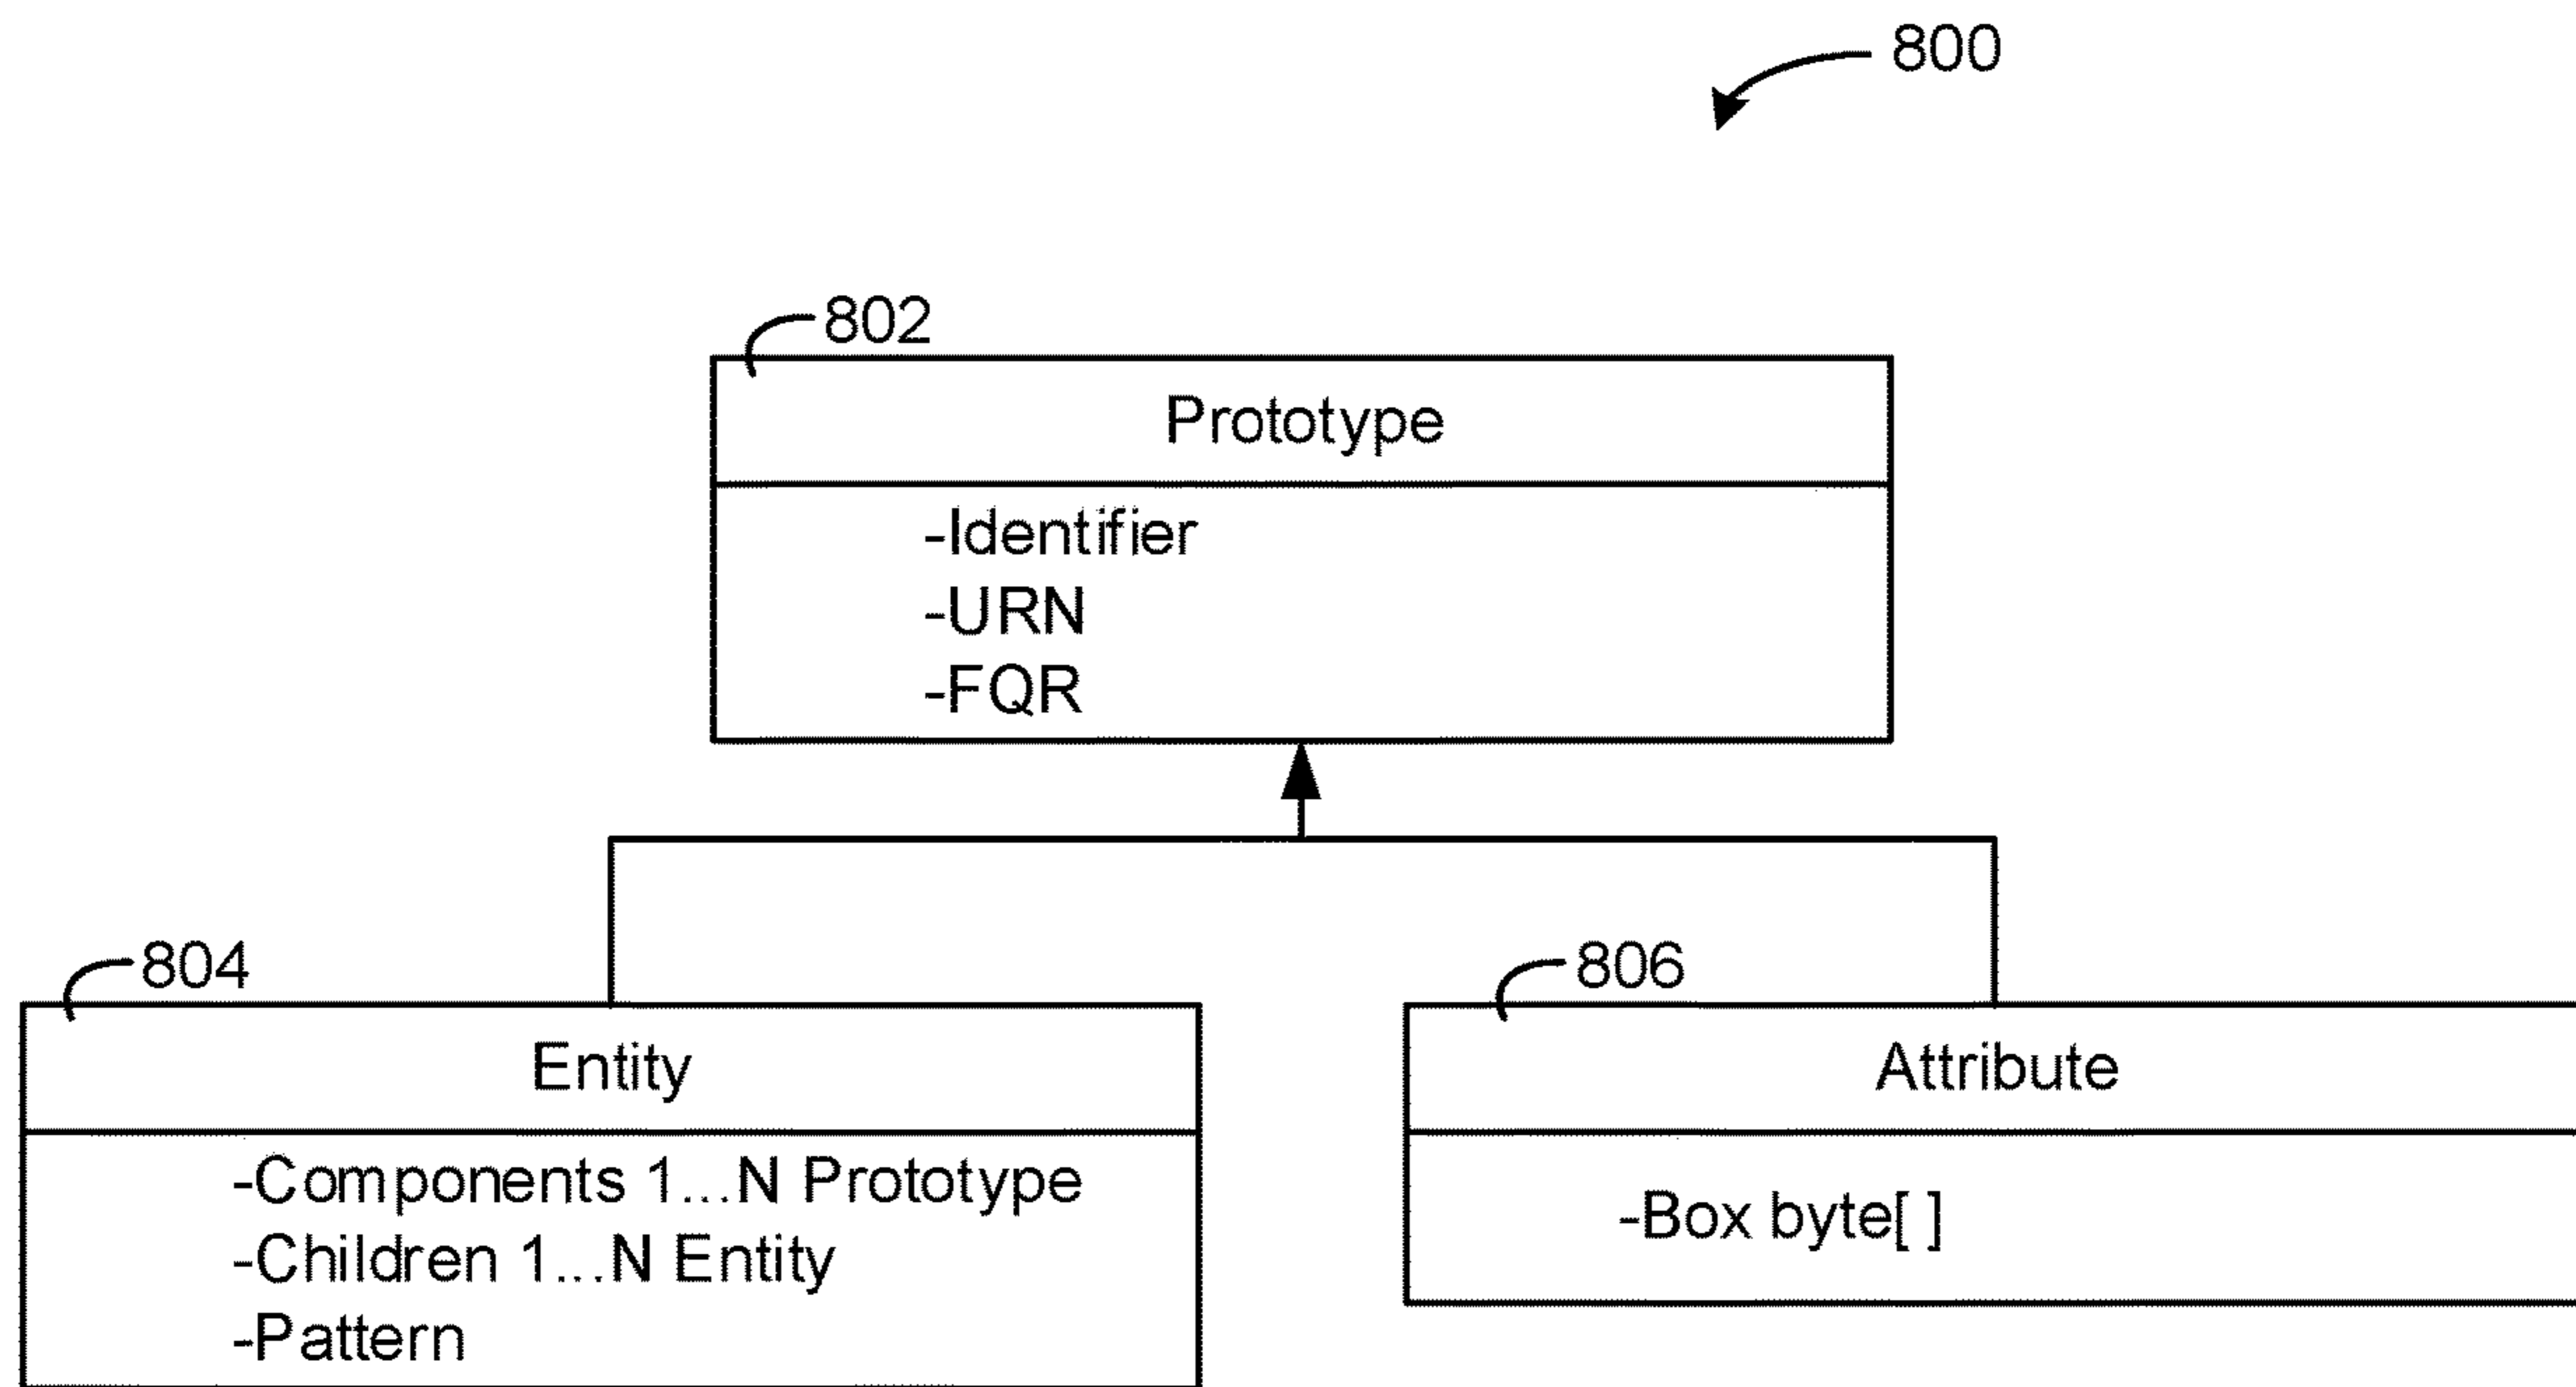 800
802
Prototype
-Identifier
-URN
-FQR
804
Entity
-Components 1...N Prototype
-Children 1...N Entity
-Pattern
806
Attribute
-Box byte[ ]